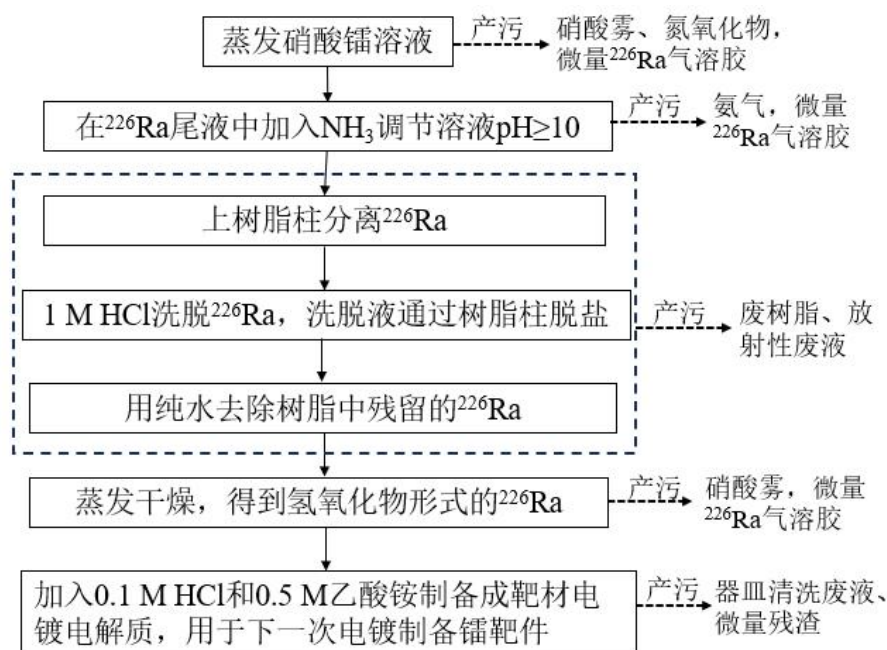 蒸发硝酸镭溶液
产污
硝酸雾、氮氧化物，
微量²²⁶Ra气溶胶
在²²⁶Ra尾液中加入NH₃调节溶液pH≥10
产污
氨气，微量
²²⁶Ra气溶胶
上树脂柱分离²²⁶Ra
1 M HCl洗脱²²⁶Ra，洗脱液通过树脂柱脱盐
产污
废树脂、放
射性废液
用纯水去除树脂中残留的²²⁶Ra
蒸发干燥，得到氢氧化物形式的²²⁶Ra
产污
硝酸雾，微量
²²⁶Ra气溶胶
加入0.1 M HCl和0.5 M乙酸铵制备成靶材电
镀电解质，用于下一次电镀制备镭靶件
产污
器皿清洗废液、
微量残渣